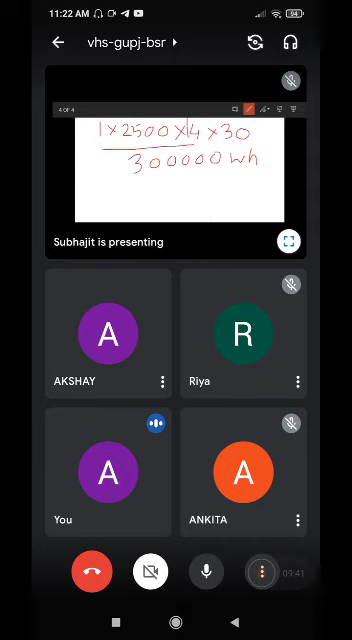 11:22 AM
94
vhs-gupj-bsr
4 OF 4
1 × 2500 × 4 × 30
300000 wh
Subhajit is presenting
A
AKSHAY
R
Riya
A
You
A
ANKITA
09:41